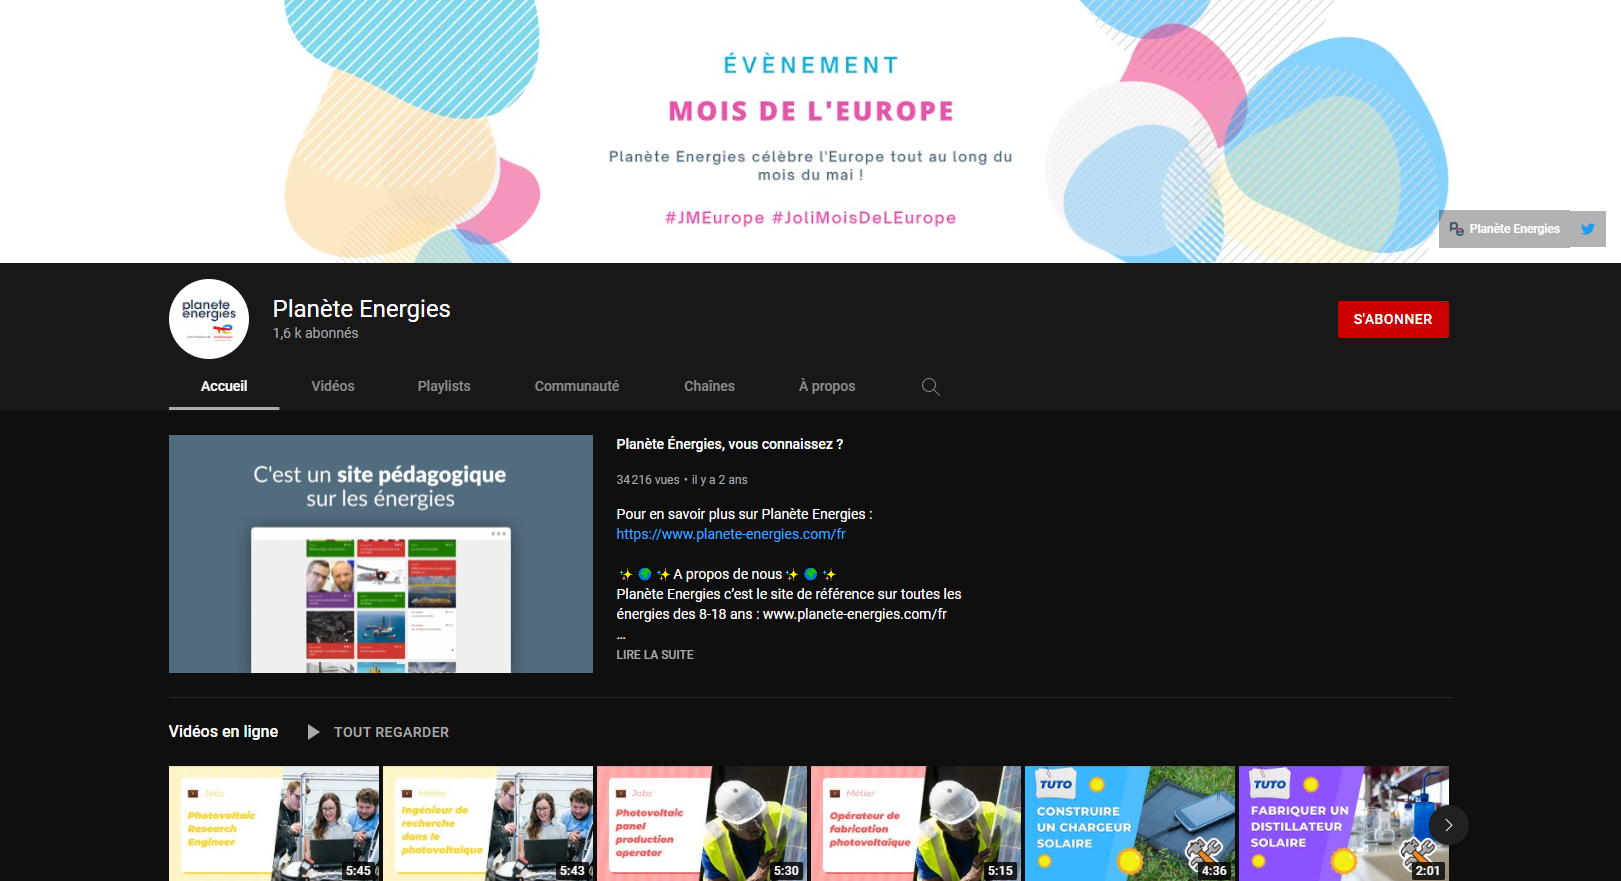 ÉVÈNEMENT
MOIS DE L'EUROPE
Planète Energies célèbre l'Europe tout au long du
mois du mai !
#JMEurope #JoliMoisDeLEurope
Pe Planète Energies
planete
energies
Planète Energies
1,6 k abonnés
S'ABONNER
Accueil
Vidéos
Playlists
Communauté
Chaînes
À propos
C'est un site pédagogique
sur les énergies
Planète Énergies, vous connaissez ?
34 216 vues • il y a 2 ans
Pour en savoir plus sur Planète Energies :
https://www.planete-energies.com/fr
A propos de nous
Planète Energies c’est le site de référence sur toutes les
énergies des 8-18 ans : www.planete-energies.com/fr
...
LIRE LA SUITE
Vidéos en ligne
TOUT REGARDER
Jobs
Photovoltaic
Research
Engineer
5:45
Métier
Ingénieur de
recherche
dans le
photovoltaïque
5:43
Jobs
Photovoltaic
panel
production
operator
5:30
Métier
Opérateur de
fabrication
photovoltaïque
5:15
TUTO
CONSTRUIRE
UN CHARGEUR
SOLAIRE
4:36
TUTO
FABRIQUER UN
DISTILLATEUR
SOLAIRE
2:01